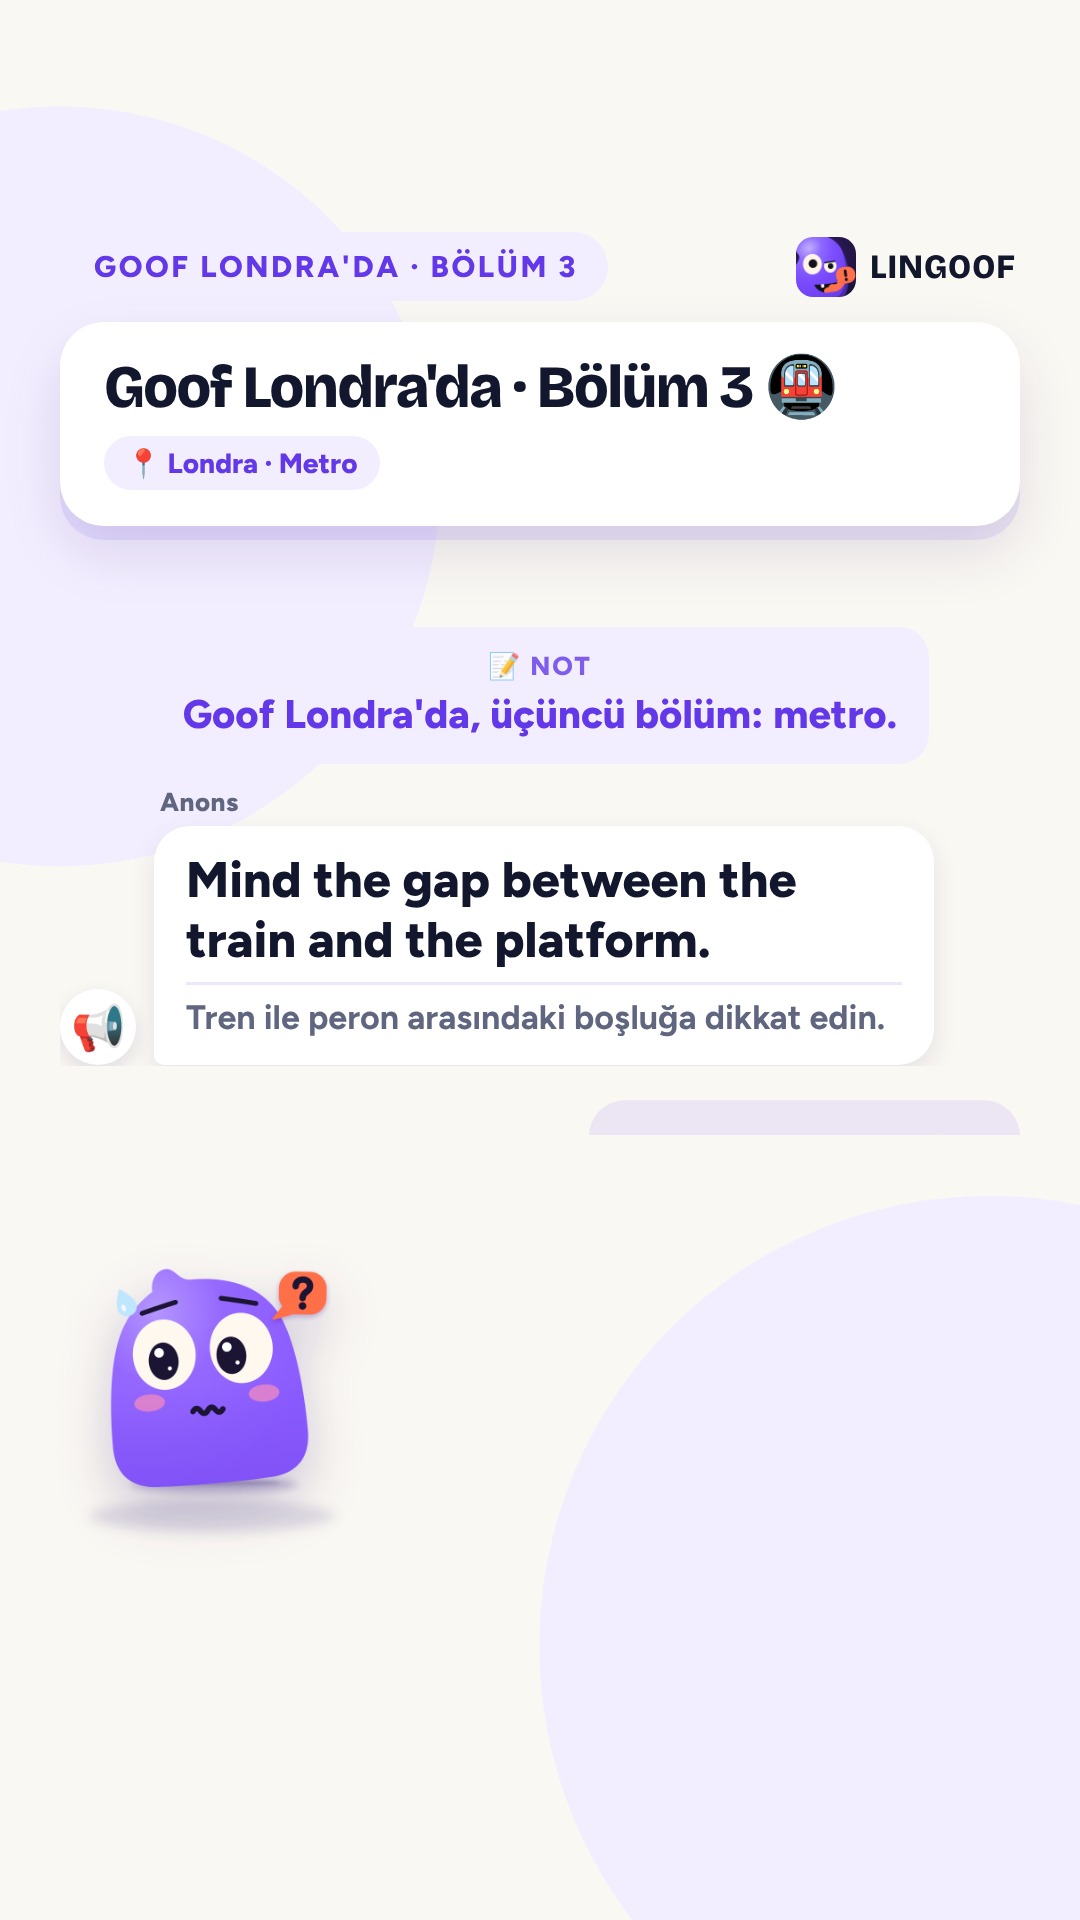 GOOF LONDRA'DA · BÖLÜM 3
LINGOOF
Goof Londra'da · Bölüm 3
Londra · Metro
NOT
Goof Londra'da, üçüncü bölüm: metro.
Anons
Mind the gap between the
train and the platform.
Tren ile peron arasındaki boşluğa dikkat edin.
?